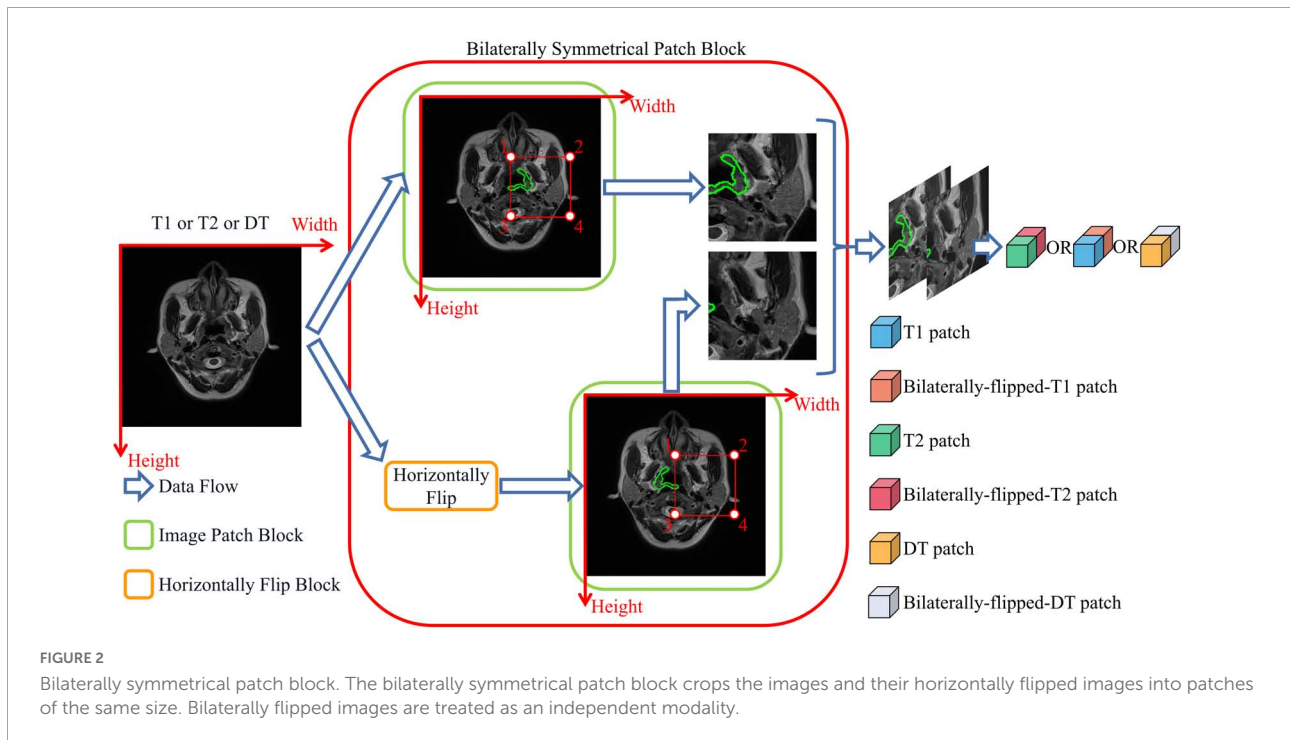 Bilaterally Symmetrical Patch Block
Width
1 2
3 4
Height
T1 or T2 or DT
Width
Height
Data Flow
Image Patch Block
Horizontally Flip Block
Horizontally
Flip
Width
1 2
3 4
Height
OR OR
T1 patch
Bilaterally-flipped-T1 patch
T2 patch
Bilaterally-flipped-T2 patch
DT patch
Bilaterally-flipped-DT patch
FIGURE 2
Bilaterally symmetrical patch block. The bilaterally symmetrical patch block crops the images and their horizontally flipped images into patches
of the same size. Bilaterally flipped images are treated as an independent modality.